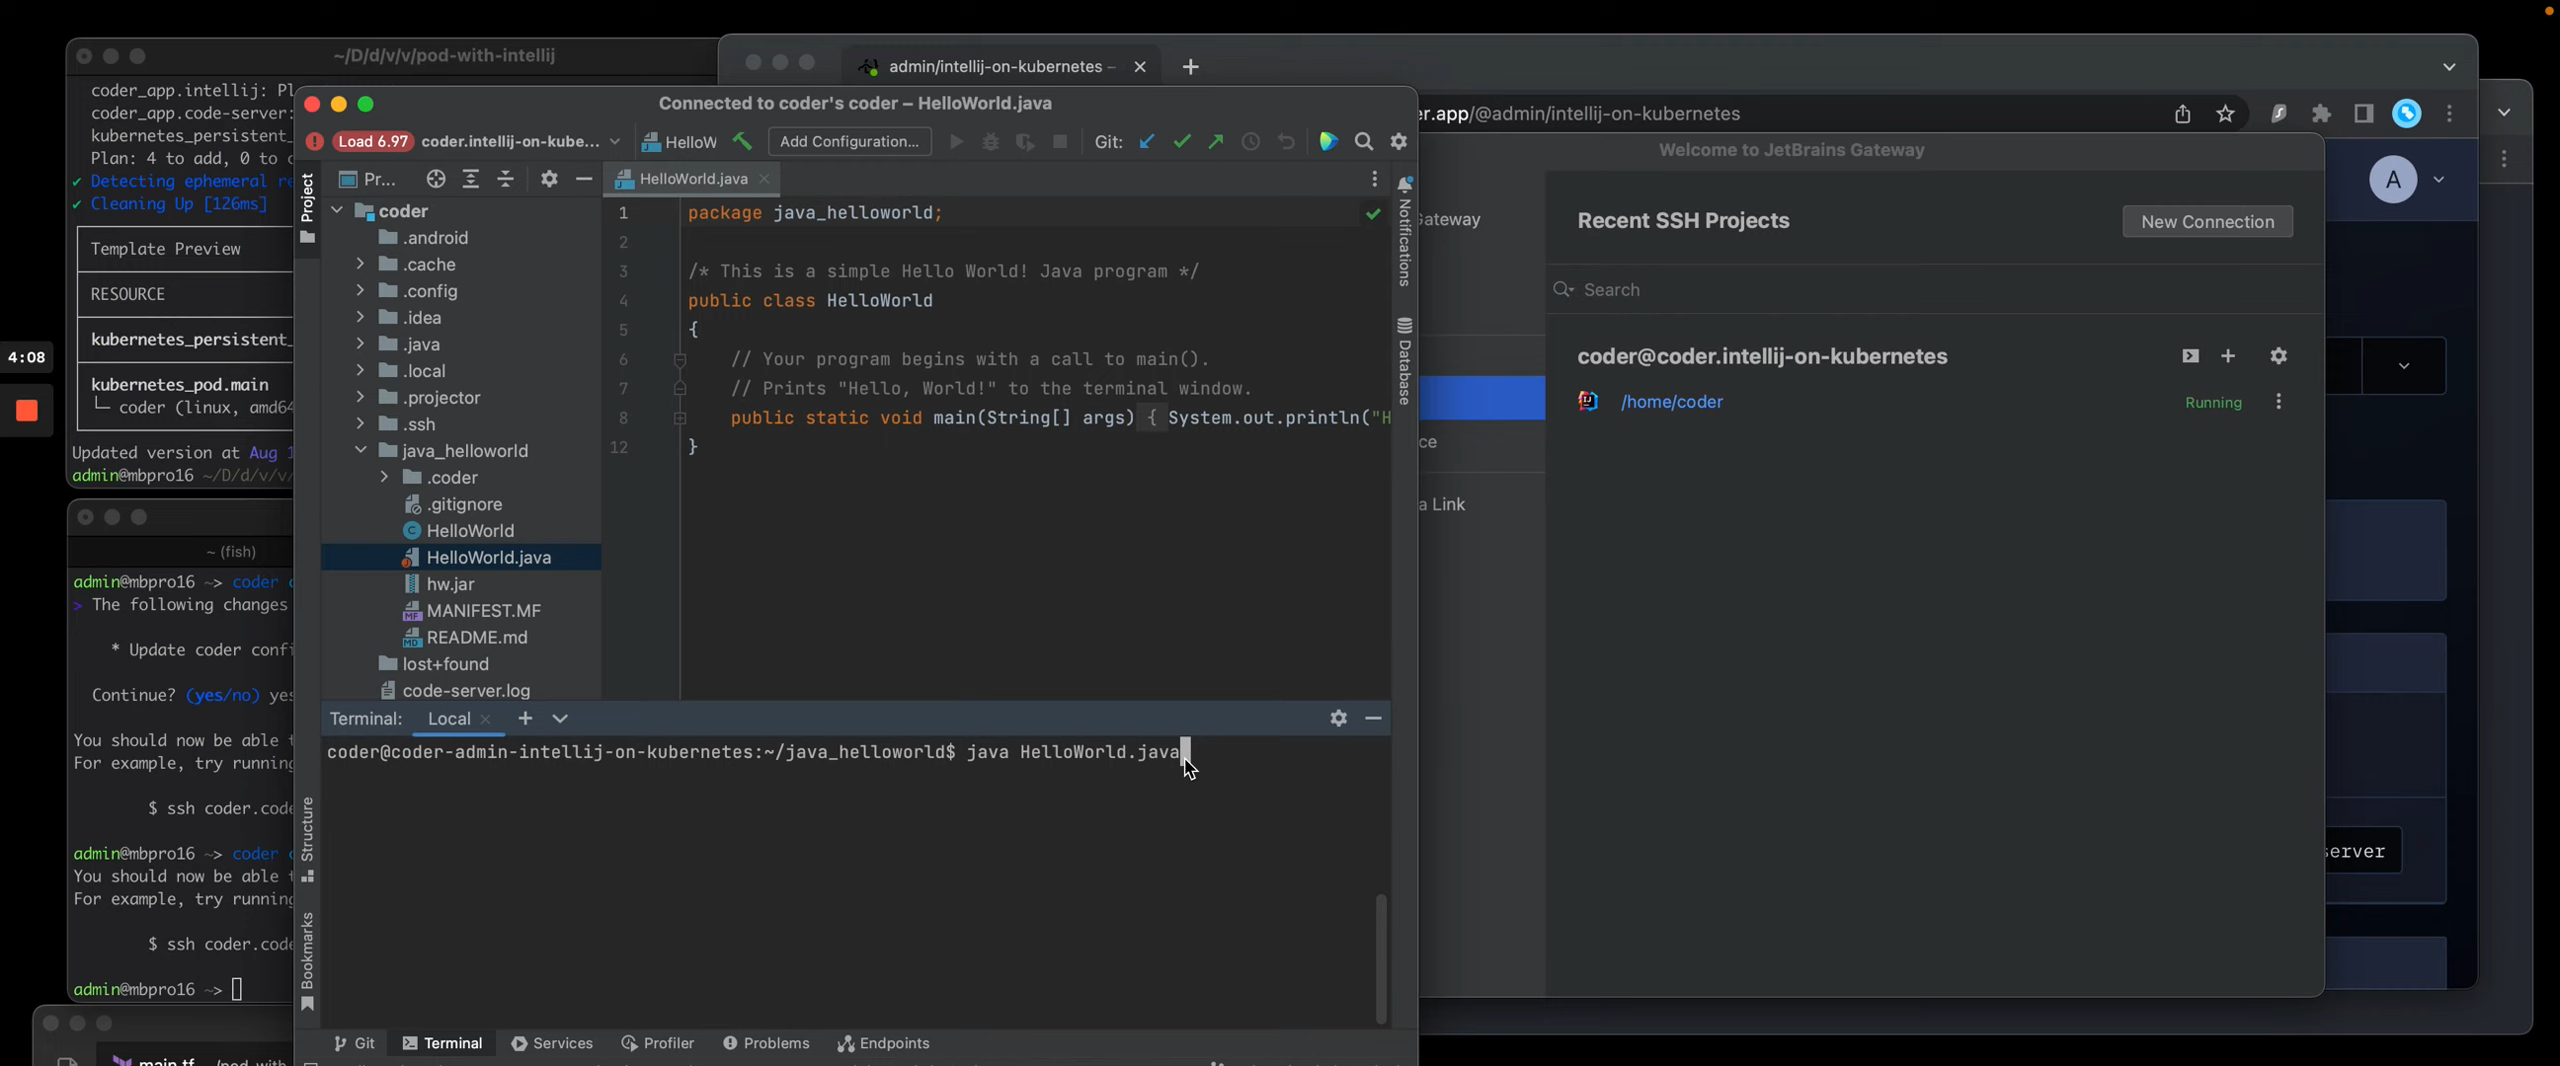 ~/D/d/v/v/pod-with-intellij
coder_app.intellij: Pl
coder_app.code-server:
kubernetes_persistent_
Plan: 4 to add, 0 to c
✔ Detecting ephemeral re
✔ Cleaning Up [126ms]
Template Preview
RESOURCE
kubernetes_persistent_
kubernetes_pod.main
└─ coder (linux, amd64
Updated version at Aug 1
admin@mbpro16 ~/D/d/v/v/
4:08
~ (fish)
admin@mbpro16 ~> coder c
> The following changes
* Update coder confi
Continue? (yes/no) yes
You should now be able t
For example, try running
$ ssh coder.code
admin@mbpro16 ~> coder c
You should now be able t
For example, try running
$ ssh coder.code
admin@mbpro16 ~>
main.tf
/pod-with
admin/intellij-on-kubernetes –
er.app/@admin/intellij-on-kubernetes
A
Connected to coder's coder – HelloWorld.java
Load 6.97 coder.intellij-on-kube...
HelloW
Add Configuration...
Git:
Project
Pr...
HelloWorld.java
coder
.android
.cache
.config
.idea
.java
.local
.projector
.ssh
java_helloworld
.coder
.gitignore
HelloWorld
HelloWorld.java
hw.jar
MANIFEST.MF
README.md
lost+found
code-server.log
1 package java_helloworld;
2
3 /* This is a simple Hello World! Java program */
4 public class HelloWorld
5 {
6 // Your program begins with a call to main().
7 // Prints "Hello, World!" to the terminal window.
8 public static void main(String[] args) { System.out.println("H
12 }
Notifications
Database
Structure
Bookmarks
Terminal: Local
coder@coder-admin-intellij-on-kubernetes:~/java_helloworld$ java HelloWorld.java
Git
Terminal
Services
Profiler
Problems
Endpoints
Welcome to JetBrains Gateway
Gateway
ce
a Link
Recent SSH Projects
New Connection
Search
coder@coder.intellij-on-kubernetes
/home/coder
Running
server